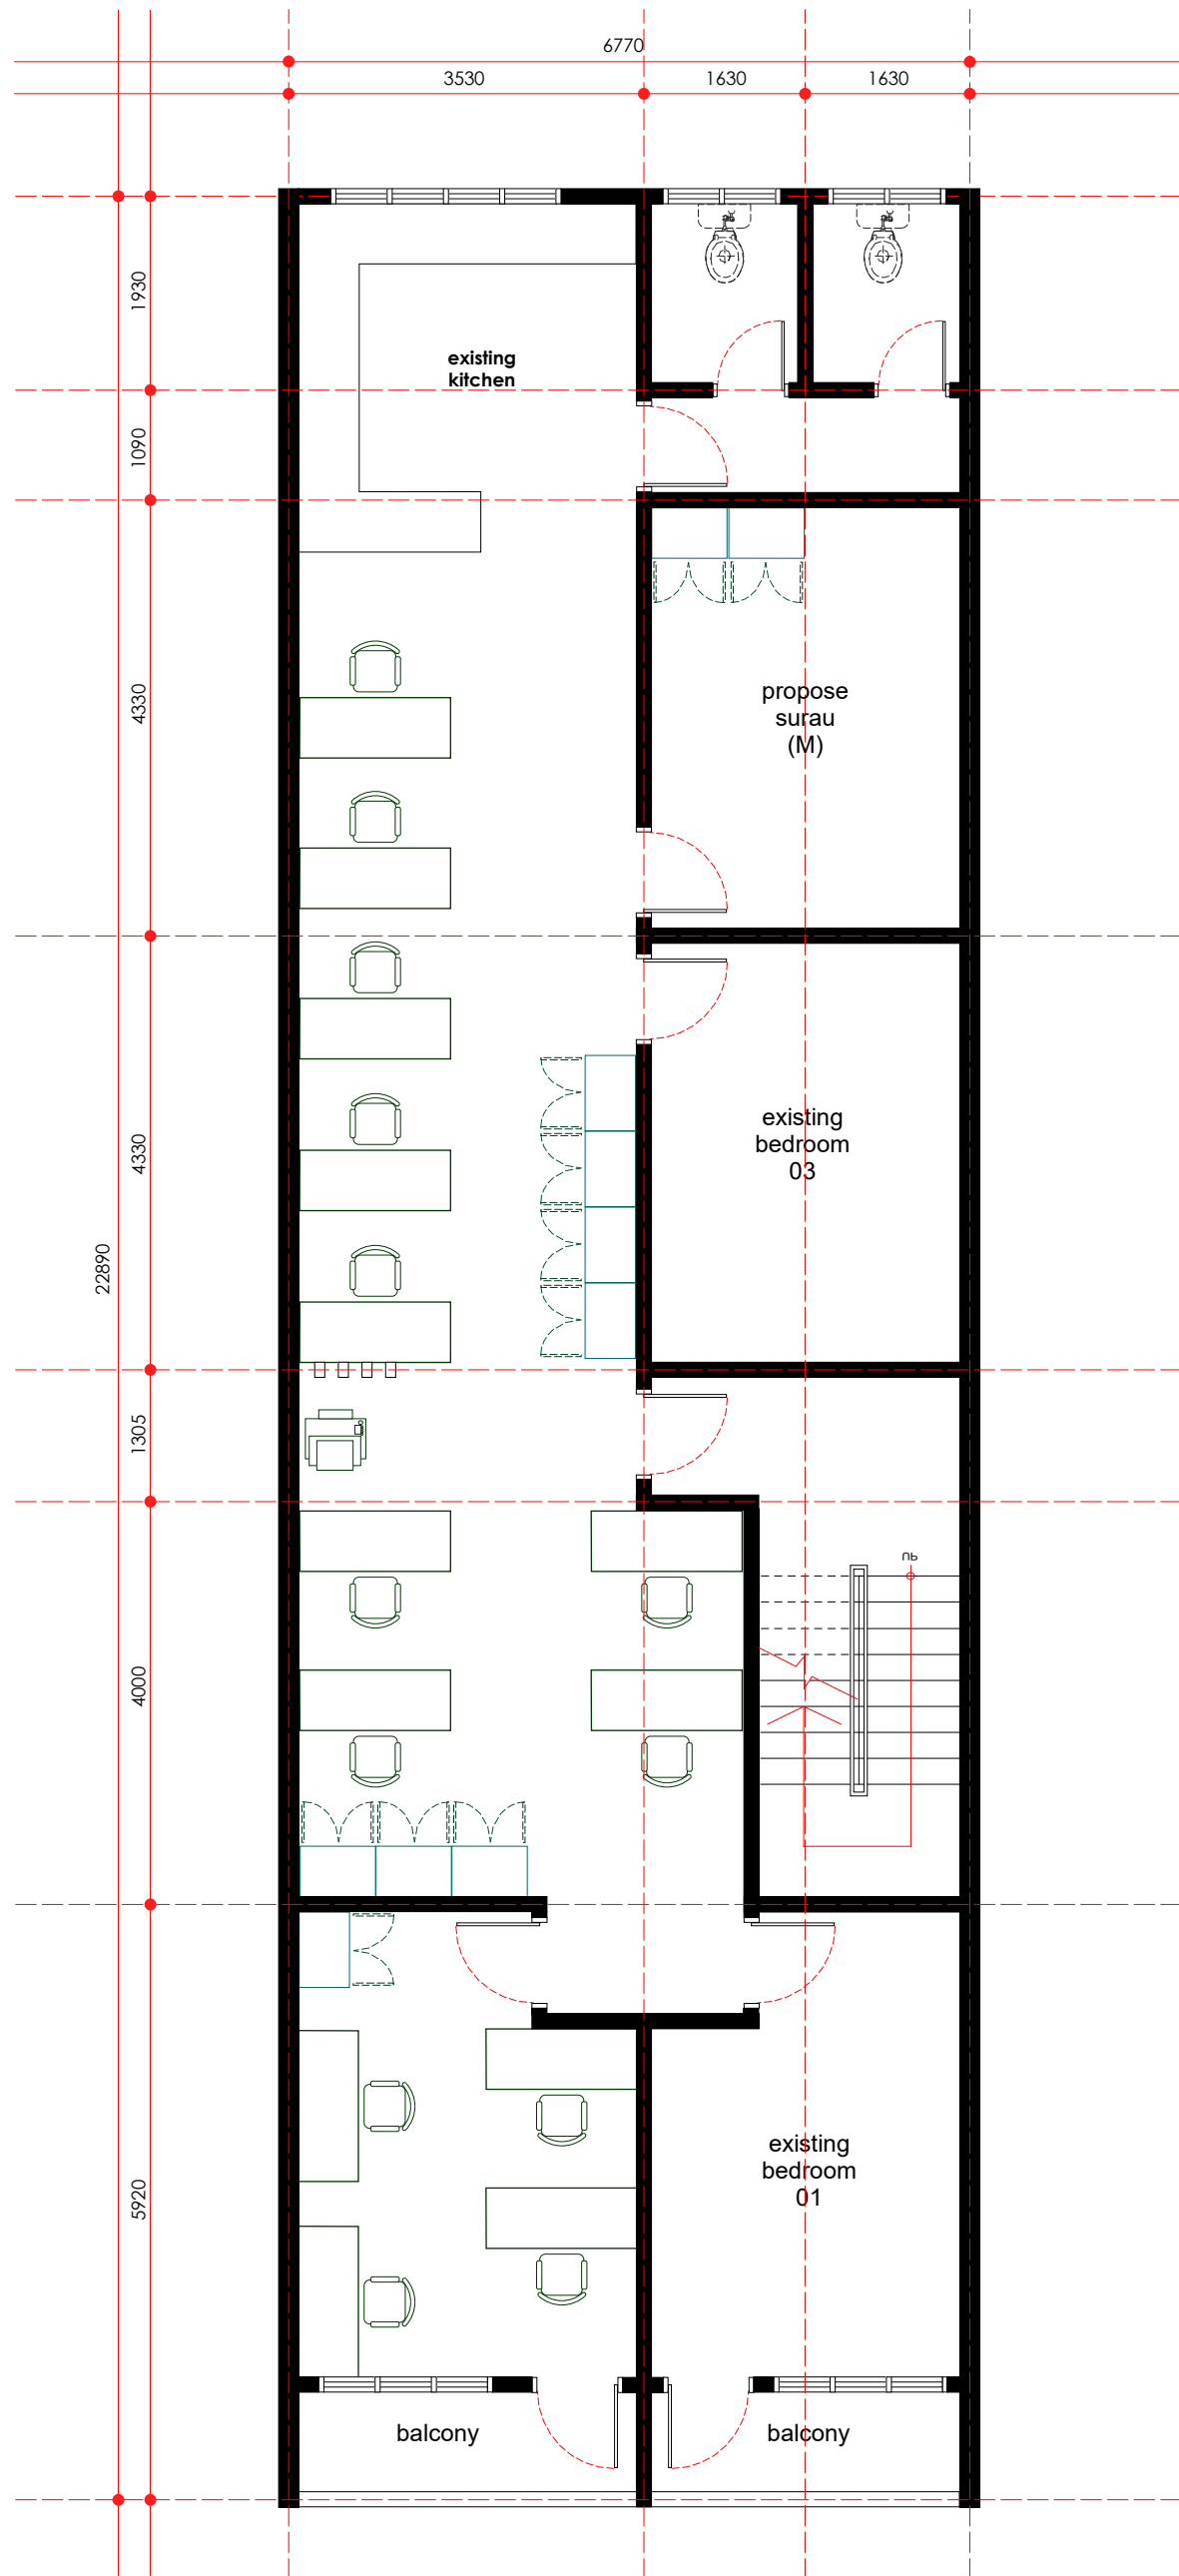 6770
3530
1630
1630
1930
existing
kitchen
1090
4330
propose
surau
(M)
4330
existing
bedroom
03
22890
1305
UP
4000
5920
existing
bedroom
01
balcony
balcony